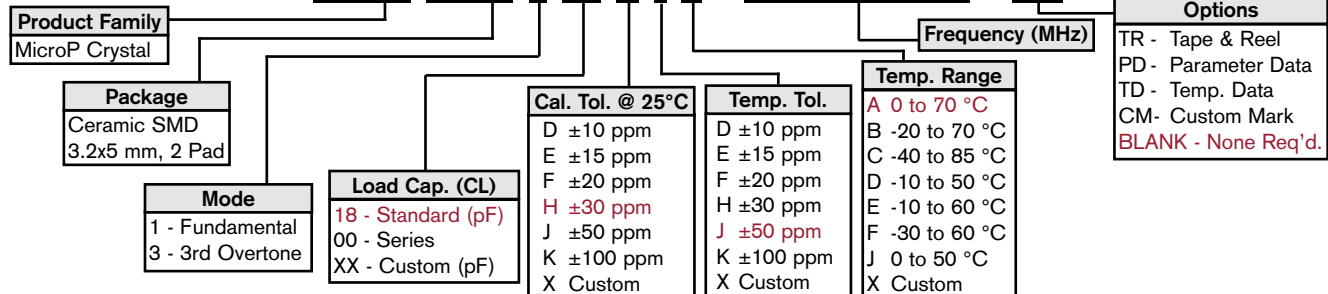 Product Family
MicroP Crystal
Package
Ceramic SMD
3.2x5 mm, 2 Pad
Mode
1 - Fundamental
3 - 3rd Overtone
Load Cap. (CL)
18 - Standard (pF)
00 - Series
XX - Custom (pF)
Cal. Tol. @ 25°C
D ±10 ppm
E ±15 ppm
F ±20 ppm
H ±30 ppm
J ±50 ppm
K ±100 ppm
X Custom
Temp. Tol.
D ±10 ppm
E ±15 ppm
F ±20 ppm
H ±30 ppm
J ±50 ppm
K ±100 ppm
X Custom
Temp. Range
A 0 to 70 °C
B -20 to 70 °C
C -40 to 85 °C
D -10 to 50 °C
E -10 to 60 °C
F -30 to 60 °C
J 0 to 50 °C
X Custom
Frequency (MHz)
Options
TR - Tape & Reel
PD - Parameter Data
TD - Temp. Data
CM- Custom Mark
BLANK - None Req'd.